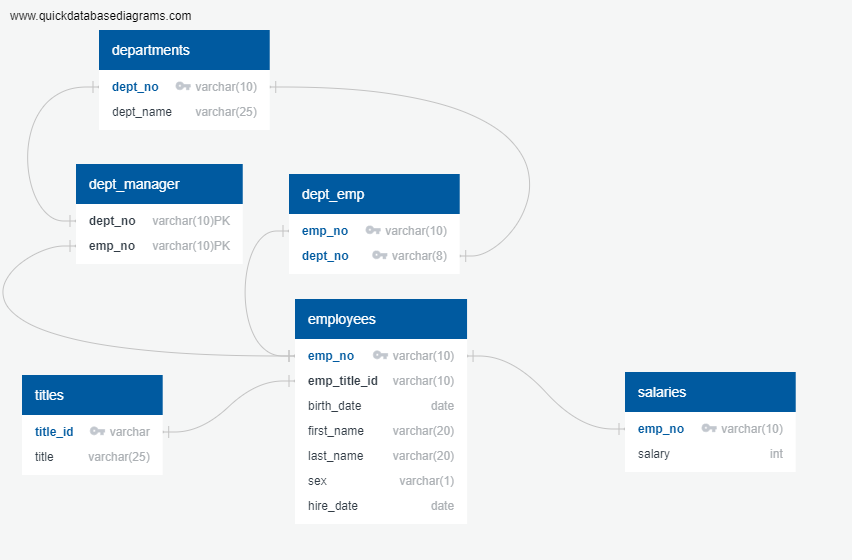 www.quickdatabasediagrams.com
departments
dept_no varchar(10)
dept_name varchar(25)
dept_manager
dept_no varchar(10)PK
emp_no varchar(10)PK
dept_emp
emp_no varchar(10)
dept_no varchar(8)
employees
emp_no varchar(10)
emp_title_id varchar(10)
birth_date date
first_name varchar(20)
last_name varchar(20)
sex varchar(1)
hire_date date
titles
title_id varchar
title varchar(25)
salaries
emp_no varchar(10)
salary int